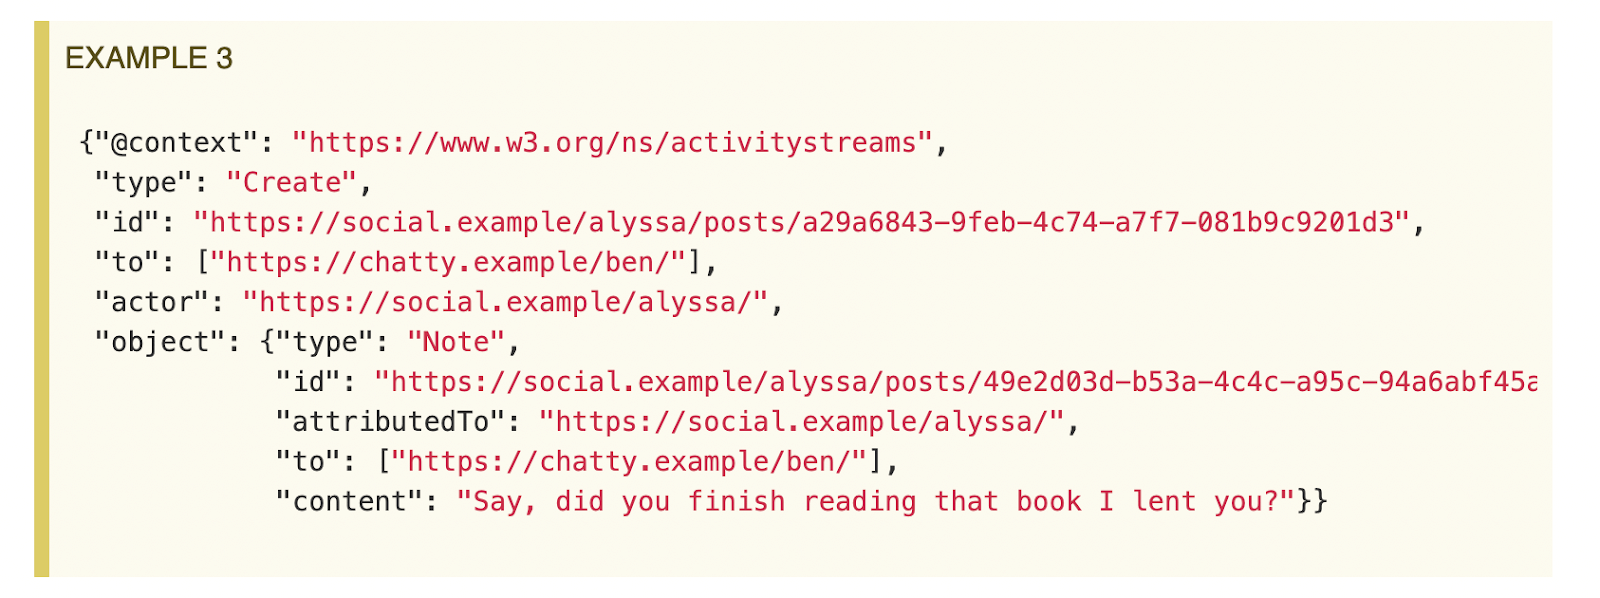 EXAMPLE 3
{"@context": "https://www.w3.org/ns/activitystreams",
"type": "Create",
"id": "https://social.example/alyssa/posts/a29a6843-9feb-4c74-a7f7-081b9c9201d3",
"to": ["https://chatty.example/ben/"],
"actor": "https://social.example/alyssa/",
"object": {"type": "Note",
"id": "https://social.example/alyssa/posts/49e2d03d-b53a-4c4c-a95c-94a6abf45a
"attributedTo": "https://social.example/alyssa/",
"to": ["https://chatty.example/ben/"],
"content": "Say, did you finish reading that book I lent you?"}}